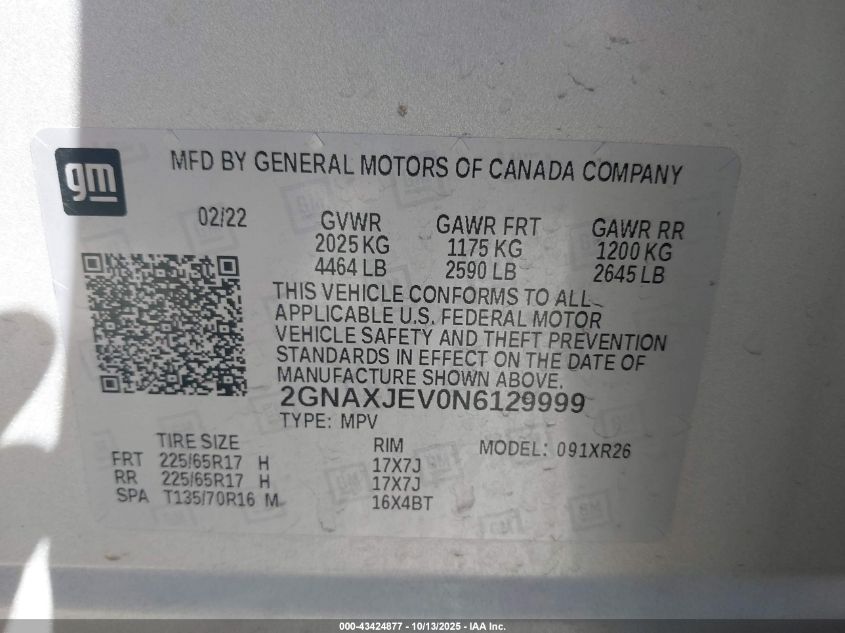 gm
MFD BY GENERAL MOTORS OF CANADA COMPANY
02/22
GVWR GAWR FRT GAWR RR
2025 KG 1175 KG 1200 KG
4464 LB 2590 LB 2645 LB
THIS VEHICLE CONFORMS TO ALL
APPLICABLE U.S. FEDERAL MOTOR
VEHICLE SAFETY AND THEFT PREVENTION
STANDARDS IN EFFECT ON THE DATE OF
MANUFACTURE SHOWN ABOVE.
2GNAXJEV0N6129999
TYPE: MPV
TIRE SIZE RIM MODEL: 091XR26
FRT 225/65R17 H 17X7J
RR 225/65R17 H 17X7J
SPA T135/70R16 M 16X4BT
000-43424877 - 10/13/2025 - IAA Inc.